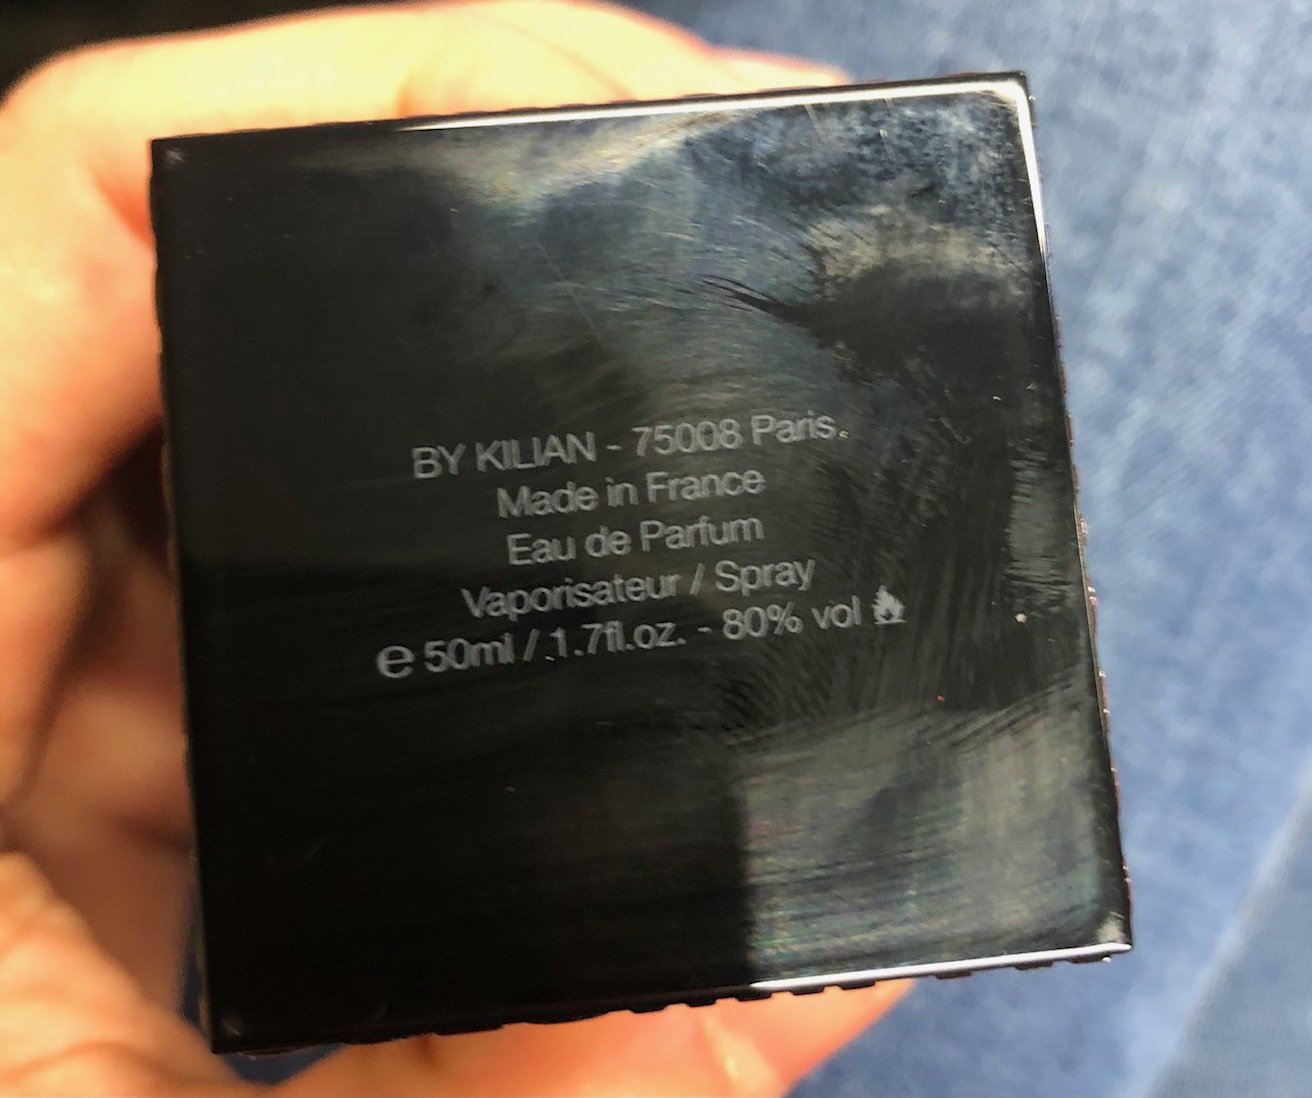 BY KILIAN - 75008 Paris.
Made in France
Eau de Parfum
Vaporisateur / Spray
℮ 50ml / 1.7fl.oz. - 80% vol